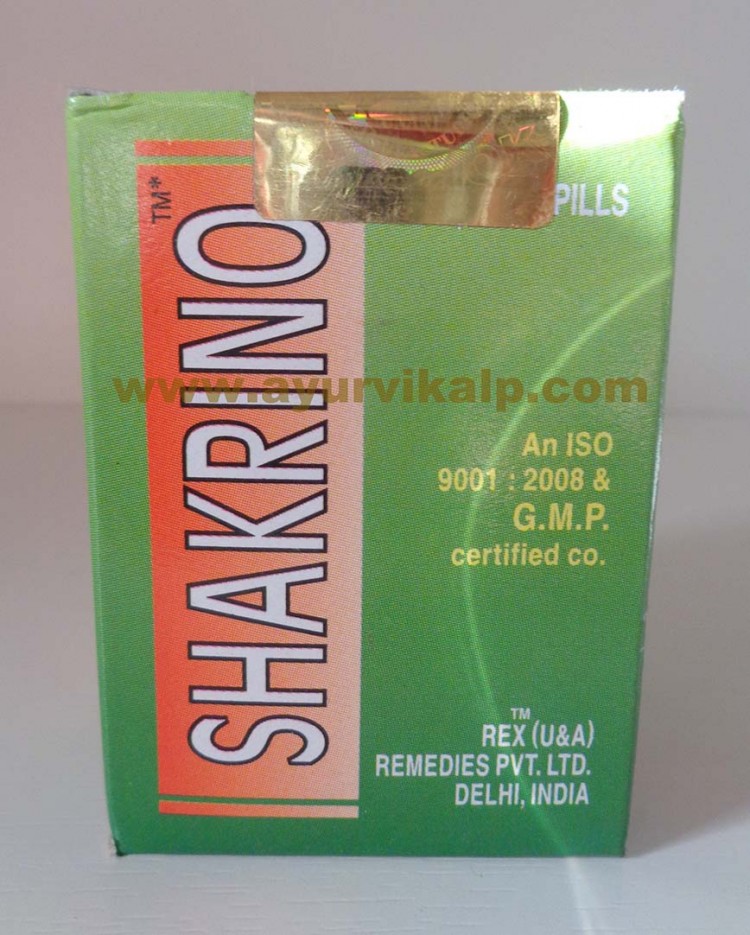 PILLS
TM*
SHAKRINO
www.ayurvikalp.com
An ISO
9001 : 2008 &
G.M.P.
certified co.
TM
REX (U&A)
REMEDIES PVT. LTD.
DELHI, INDIA